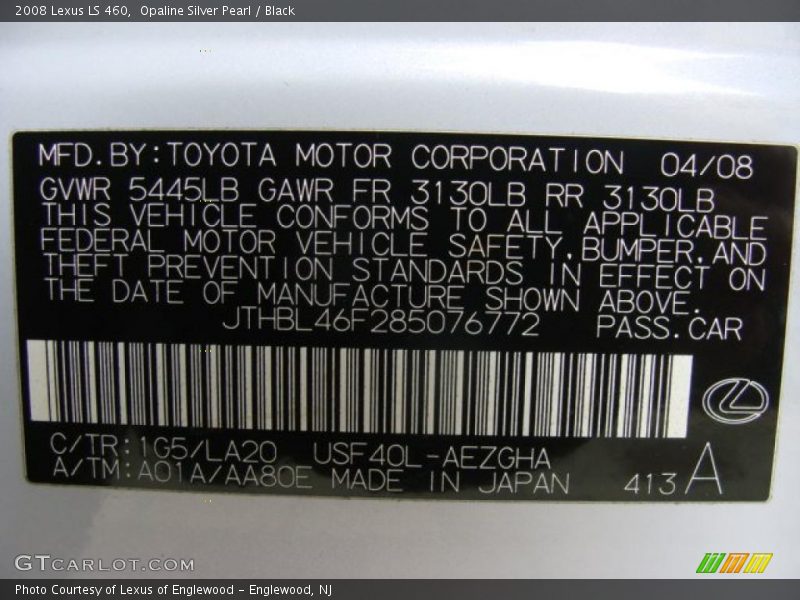 2008 Lexus LS 460,  Opaline Silver Pearl / Black
MFD.BY:TOYOTA MOTOR CORPORATION 04/08
GVWR 5445LB GAWR FR 3130LB RR 3130LB
THIS VEHICLE CONFORMS TO ALL APPLICABLE
FEDERAL MOTOR VEHICLE SAFETY,BUMPER,AND
THEFT PREVENTION STANDARDS IN EFFECT ON
THE DATE OF MANUFACTURE SHOWN ABOVE.
JTHBL46F285076772 PASS.CAR
C/TR:1G5/LA20 USF40L-AEZGHA
A/TM:A01A/AA80E MADE IN JAPAN 413 A
GTCARLOT.COM
Photo Courtesy of Lexus of Englewood - Englewood, NJ